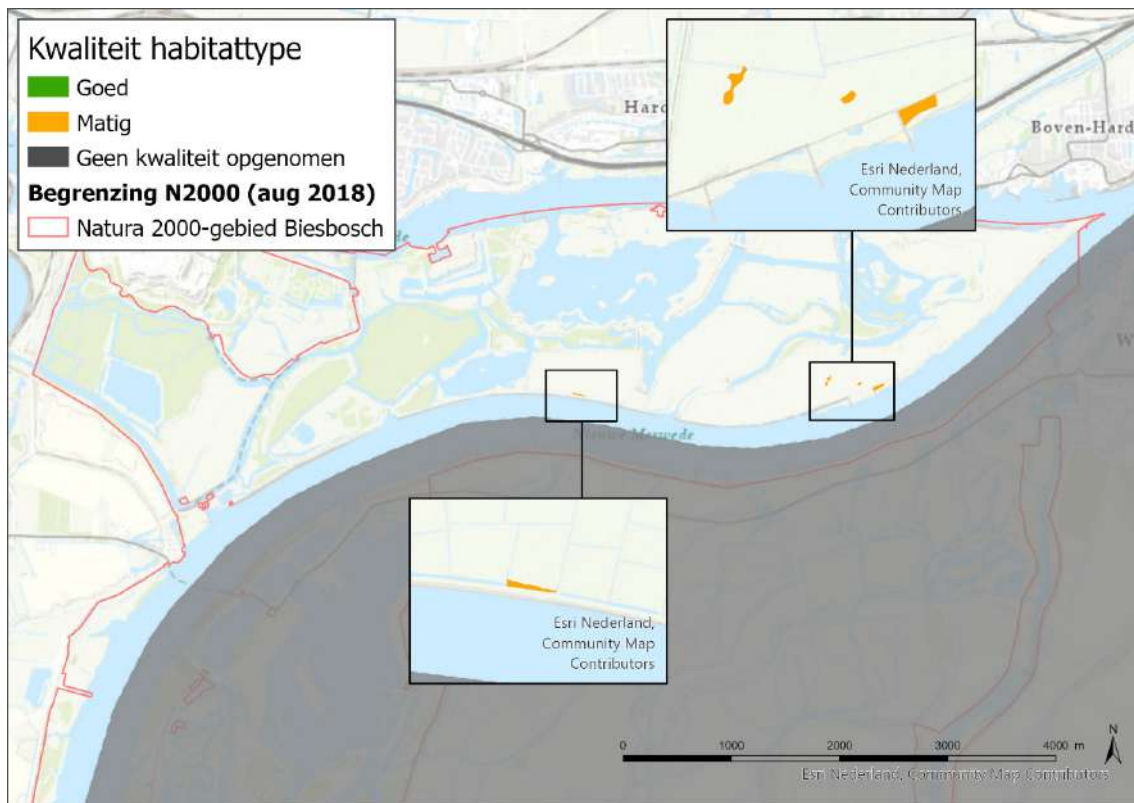 Kwaliteit habitattype
Goed
Matig
Geen kwaliteit opgenomen
Begrenzing N2000 (aug 2018)
Natura 2000-gebied Biesbosch
Hard
Boven-Hard
Esri Nederland,
Community Map
Contributors
Nieuwe Merwede
W
Esri Nederland,
Community Map
Contributors
0 1000 2000 3000 4000 m
N
Esri Nederland, Community Map Contributors